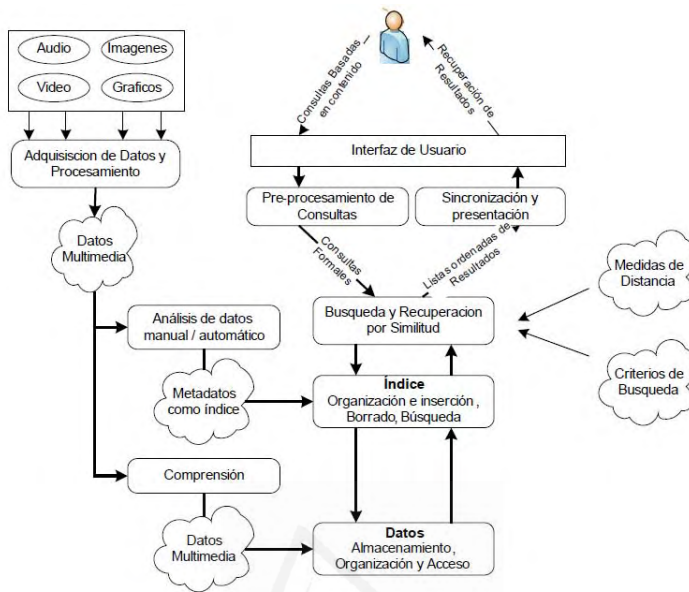 Audio
Imagenes
Video
Graficos
Adquisiscion de Datos y
Procesamiento
Datos
Multimedia
Análisis de datos
manual / automático
Metadatos
como índice
Comprensión
Datos
Multimedia
Consultas Basadas
en contenido
Recuperación de
Resultados
Interfaz de Usuario
Pre-procesamiento de
Consultas
Sincronización y
presentación
Consultas
Formales
Listas ordenadas de
Resultados
Busqueda y Recuperacion
por Similitud
Índice
Organización e inserción ,
Borrado, Búsqueda
Datos
Almacenamiento ,
Organización y Acceso
Medidas de
Distancia
Criterios de
Busqueda